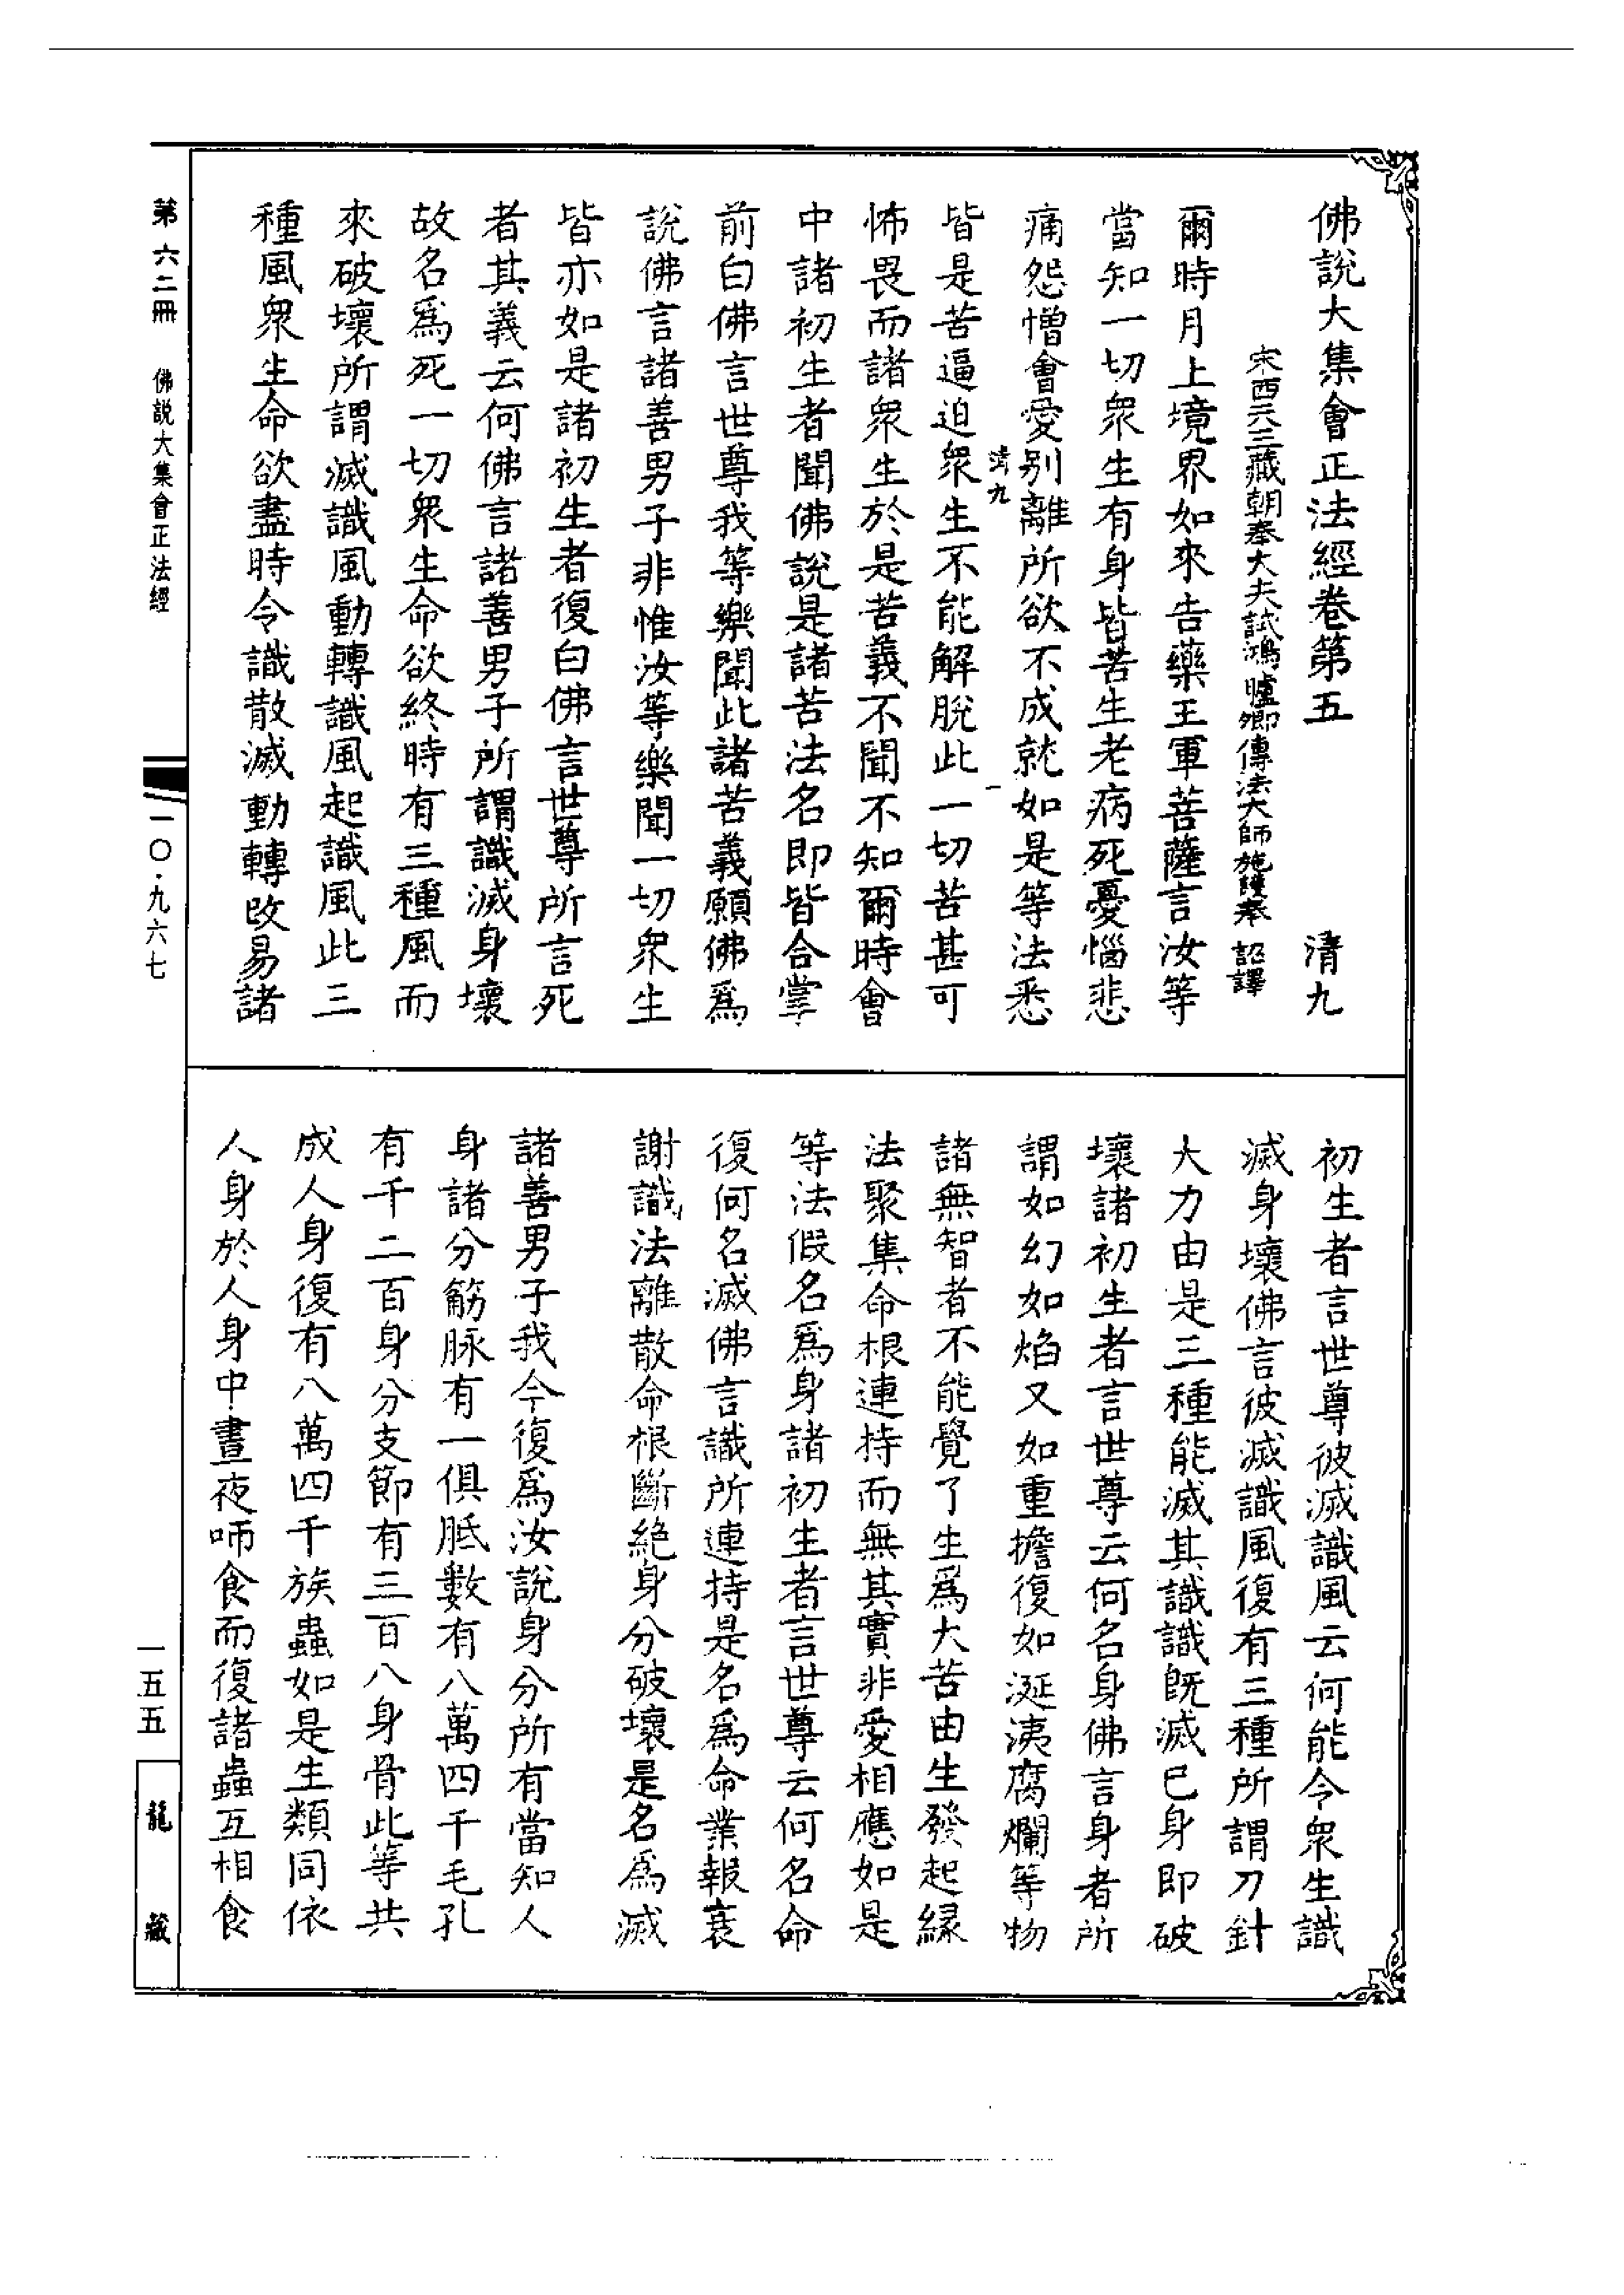 佛說大集會正法經卷第五　清九
宋西天三藏朝奉大夫試鴻臚卿傳法大師施護奉　詔譯
爾時月上境界如來告藥王軍菩薩言汝等
當知一切衆生有身皆苦生老病死憂惱悲
痛怨憎會愛別離所欲不成就如是等法悉
清九　一
皆是苦逼迫衆生不能解脫此一切苦甚可
怖畏而諸衆生於是苦義不聞不知爾時會
中諸初生者聞佛說是諸苦法名即皆合掌
前白佛言世尊我等樂聞此諸苦義願佛爲
說佛言諸善男子非惟汝等樂聞一切衆生
皆亦如是諸初生者復白佛言世尊所言死
者其義云何佛言諸善男子所謂識滅身壞
故名爲死一切衆生命欲終時有三種風而
來破壞所謂滅識風動轉識風起識風此三
種風衆生命欲盡時令識散滅動轉改易諸
初生者言世尊彼滅識風云何能令衆生識
滅身壞佛言彼滅識風復有三種所謂刀針
大力由是三種能滅其識識既滅已身即破
壞諸初生者言世尊云何名身佛言身者所
謂如幻如焰又如重擔復如涎洟腐爛等物
諸無智者不能覺了生爲大苦由生發起緣
法聚集命根連持而無其實非愛相應如是
等法假名爲身諸初生者言世尊云何名命
復何名滅佛言識所連持是名爲命業報衰
謝識法離散命根斷絕身分破壞是名爲滅
諸善男子我今復爲汝說身分所有當知人
身諸分筋脉有一俱胝數有八萬四千毛孔
有千二百身分支節有三百八身骨此等共
成人身復有八萬四千族蟲如是生類同依
人身於人身中晝夜咂食而復諸蟲互相食
第六二冊　佛說大集會正法經
一〇·九六七
一五五
龍藏